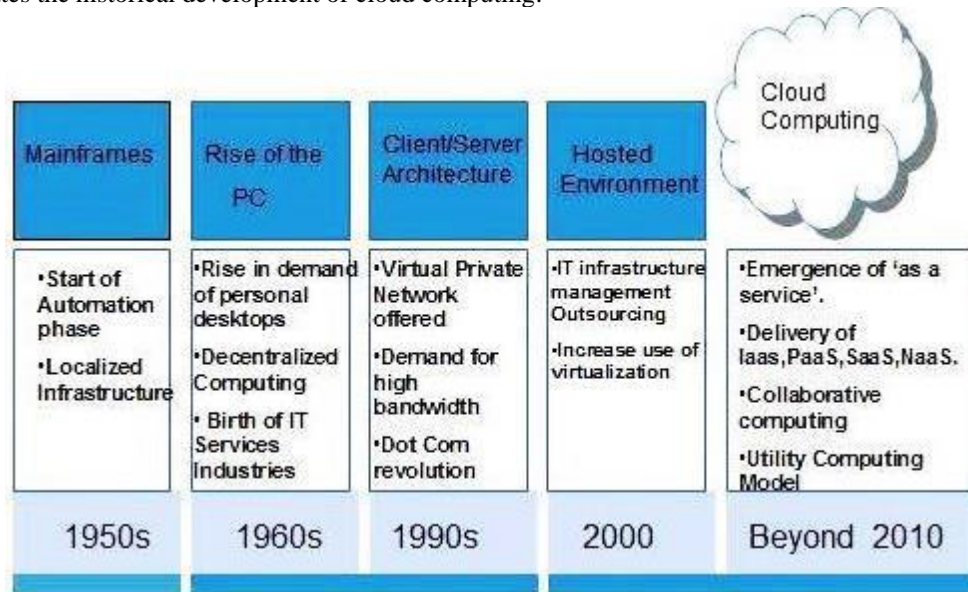 tes the historical development of cloud computing.
Cloud
Computing
Mainframes
Rise of the
PC
Client/Server
Architecture
Hosted
Environment
•Start of
Automation
phase
•Localized
Infrastructure
•Rise in demand
of personal
desktops
•Decentralized
Computing
• Birth of IT
Services
Industries
•Virtual Private
Network
offered
•Demand for
high
bandwidth
•Dot Com
revolution
•IT infrastructure
management
Outsourcing
•Increase use of
virtualization
•Emergence of ‘as a
service’.
•Delivery of
Iaas,PaaS,SaaS,NaaS.
•Collaborative
computing
•Utility Computing
Model
1950s
1960s
1990s
2000
Beyond 2010